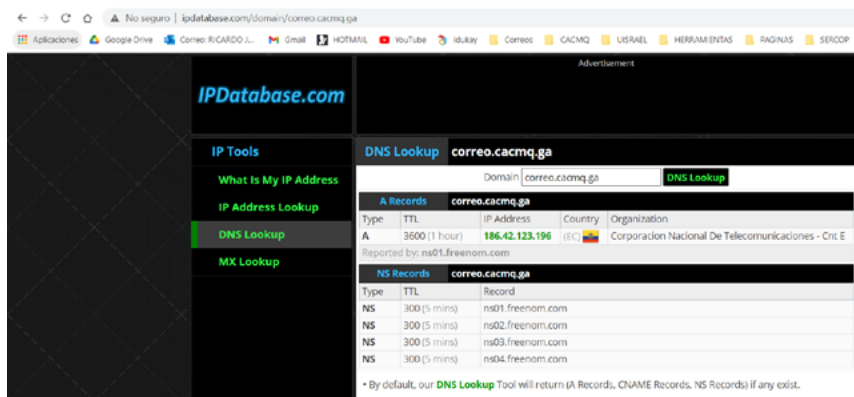 No seguro | ipdatabase.com/domain/correo.cacmq.ga
Aplicaciones Google Drive Correo: RICARDO J... Gmail HOTMAIL YouTube Idukay Correos CACMQ UISRAEL HERRAMIENTAS PAGINAS SERCOP
Advertisement
IPDatabase.com
IP Tools
What Is My IP Address
IP Address Lookup
DNS Lookup
MX Lookup
DNS Lookup correo.cacmq.ga
Domain correo.cacmq.ga DNS Lookup
A Records correo.cacmq.ga
Type TTL IP Address Country Organization
A 3600 (1 hour) 186.42.123.196 (EC) Corporacion Nacional De Telecomunicaciones - Cnt E
Reported by: ns01.freenom.com
NS Records correo.cacmq.ga
Type TTL Record
NS 300 (5 mins) ns01.freenom.com
NS 300 (5 mins) ns02.freenom.com
NS 300 (5 mins) ns03.freenom.com
NS 300 (5 mins) ns04.freenom.com
• By default, our DNS Lookup Tool will return (A Records, CNAME Records, NS Records) if any exist.